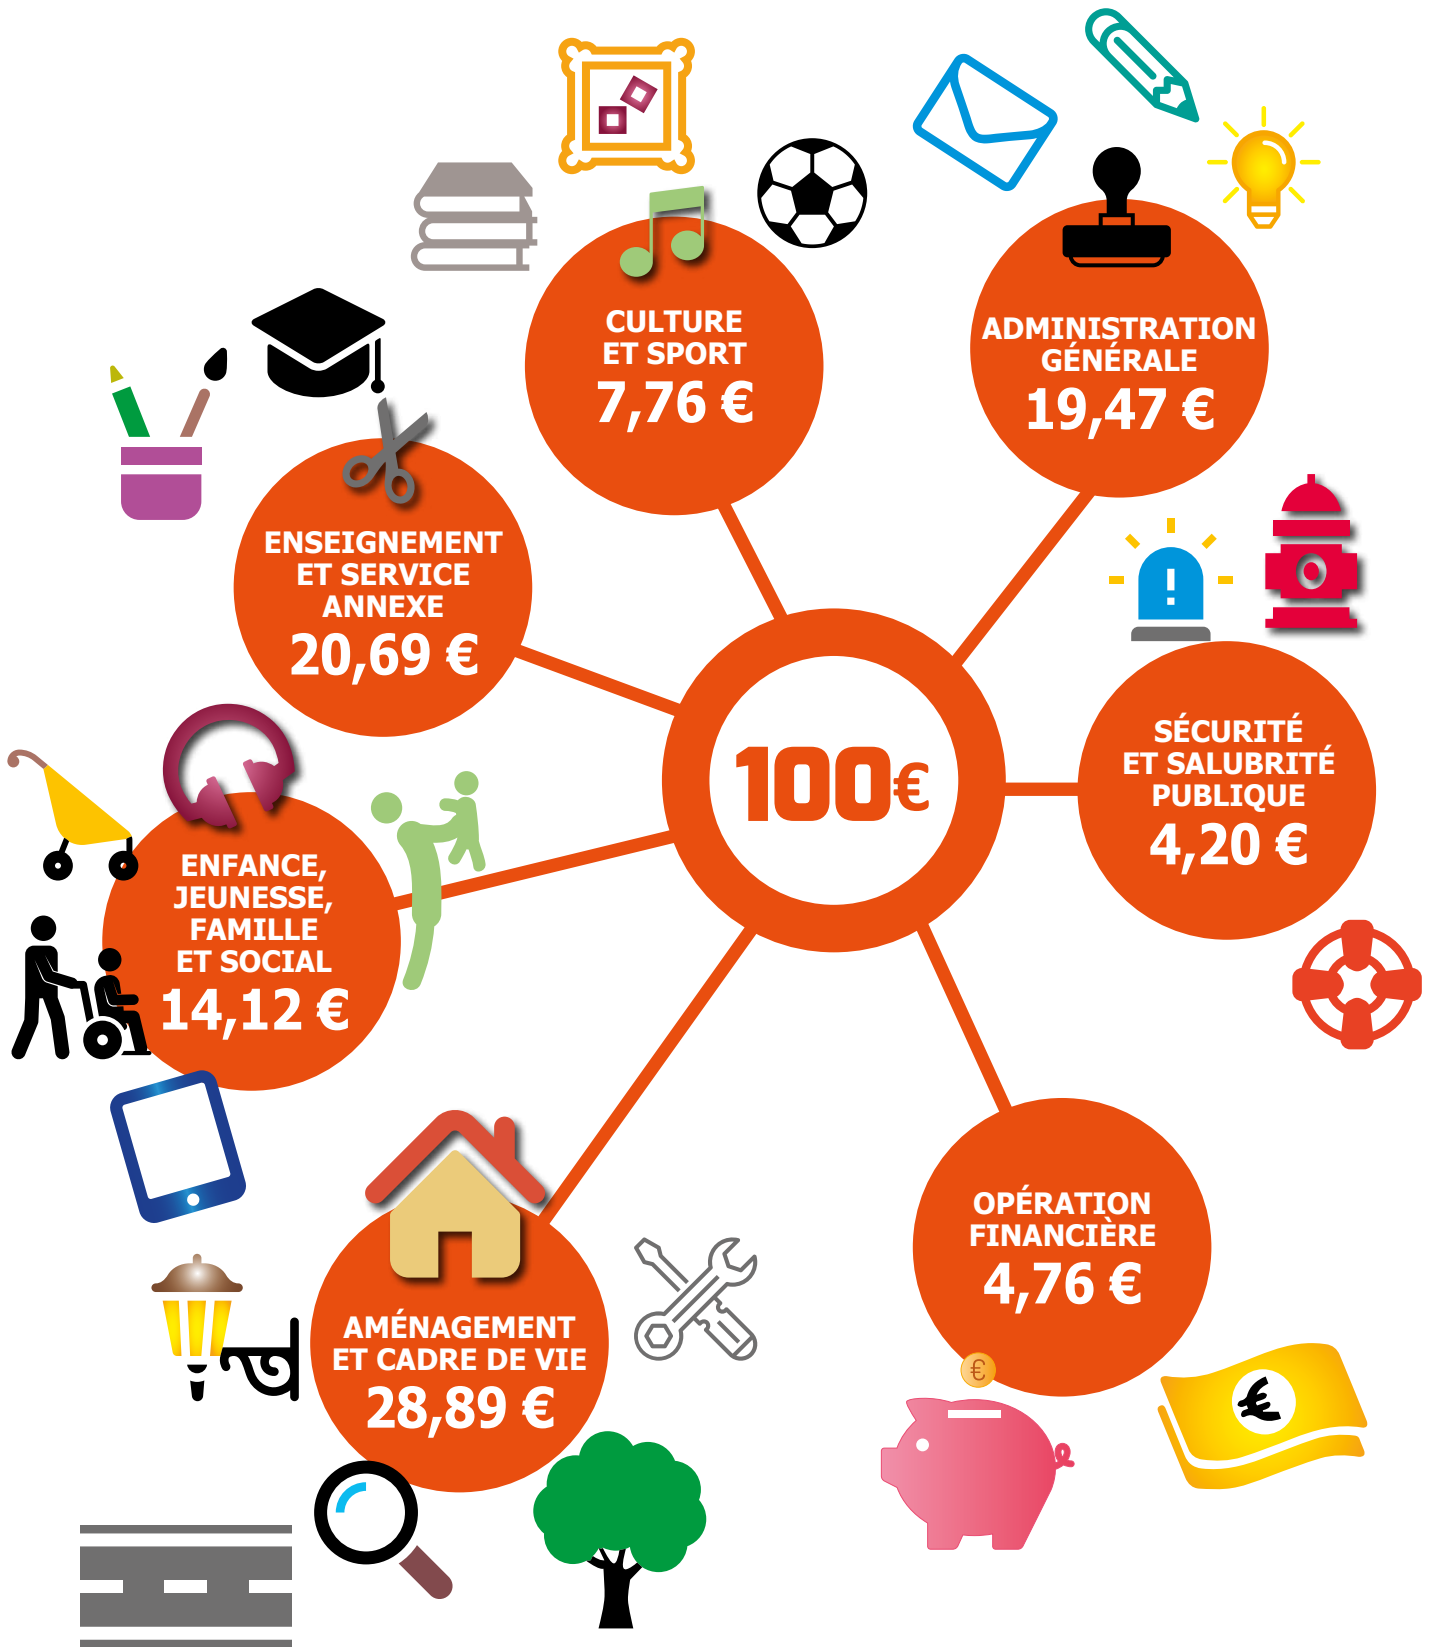 CULTURE
ET SPORT
7,76 €
ADMINISTRATION
GÉNÉRALE
19,47 €
ENSEIGNEMENT
ET SERVICE
ANNEXE
20,69 €
SÉCURITÉ
ET SALUBRITÉ
PUBLIQUE
4,20 €
100€
ENFANCE,
JEUNESSE,
FAMILLE
ET SOCIAL
14,12 €
OPÉRATION
FINANCIÈRE
4,76 €
AMÉNAGEMENT
ET CADRE DE VIE
28,89 €
€
€